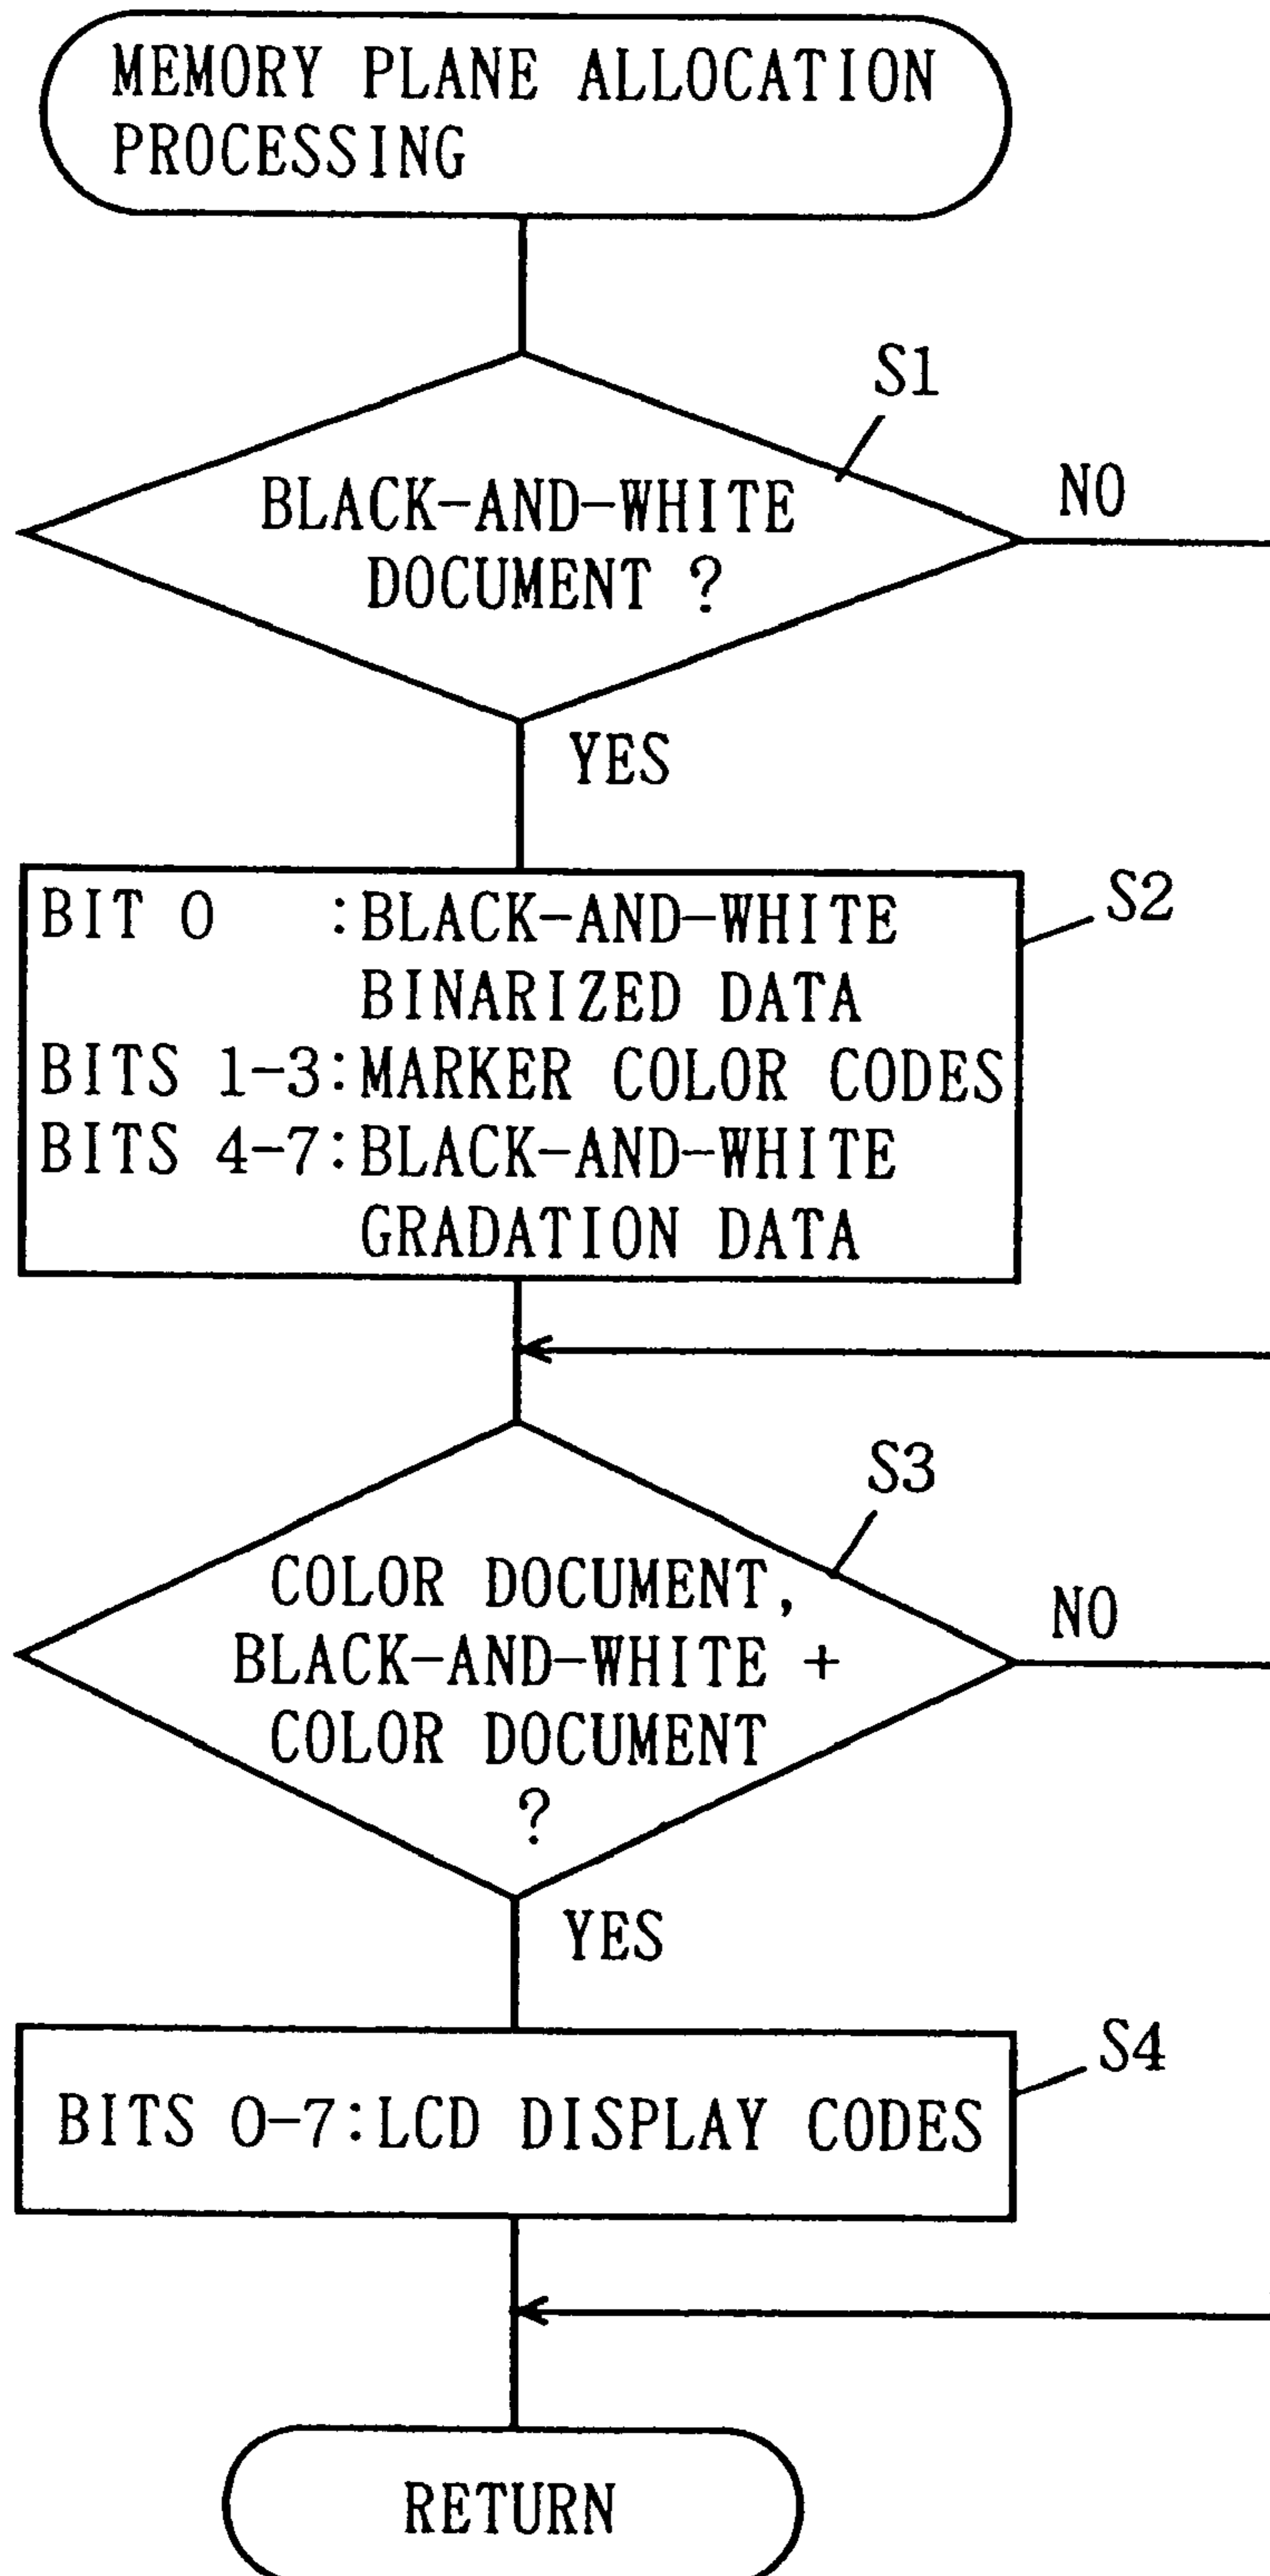 MEMORY PLANE ALLOCATION
PROCESSING
S1
BLACK-AND-WHITE
DOCUMENT ?
NO
YES
S2
BIT 0 :BLACK-AND-WHITE
BINARIZED DATA
BITS 1-3:MARKER COLOR CODES
BITS 4-7:BLACK-AND-WHITE
GRADATION DATA
S3
COLOR DOCUMENT,
BLACK-AND-WHITE +
COLOR DOCUMENT
?
NO
YES
S4
BITS 0-7:LCD DISPLAY CODES
RETURN